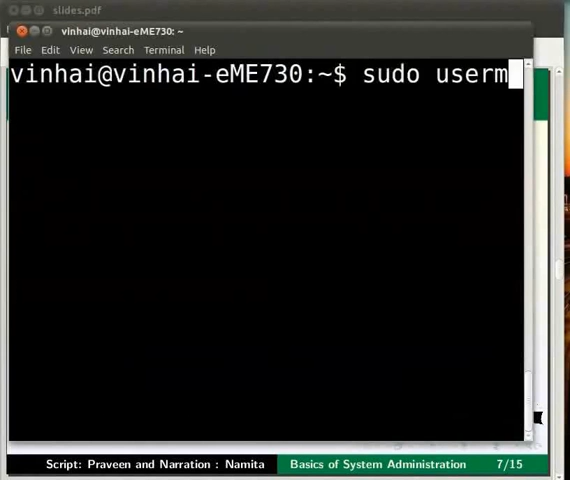 slides.pdf
vinhai@vinhai-eME730: ~
File Edit View Search Terminal Help
vinhai@vinhai-eME730:~$ sudo userm
Script: Praveen and Narration : Namita Basics of System Administration 7/15